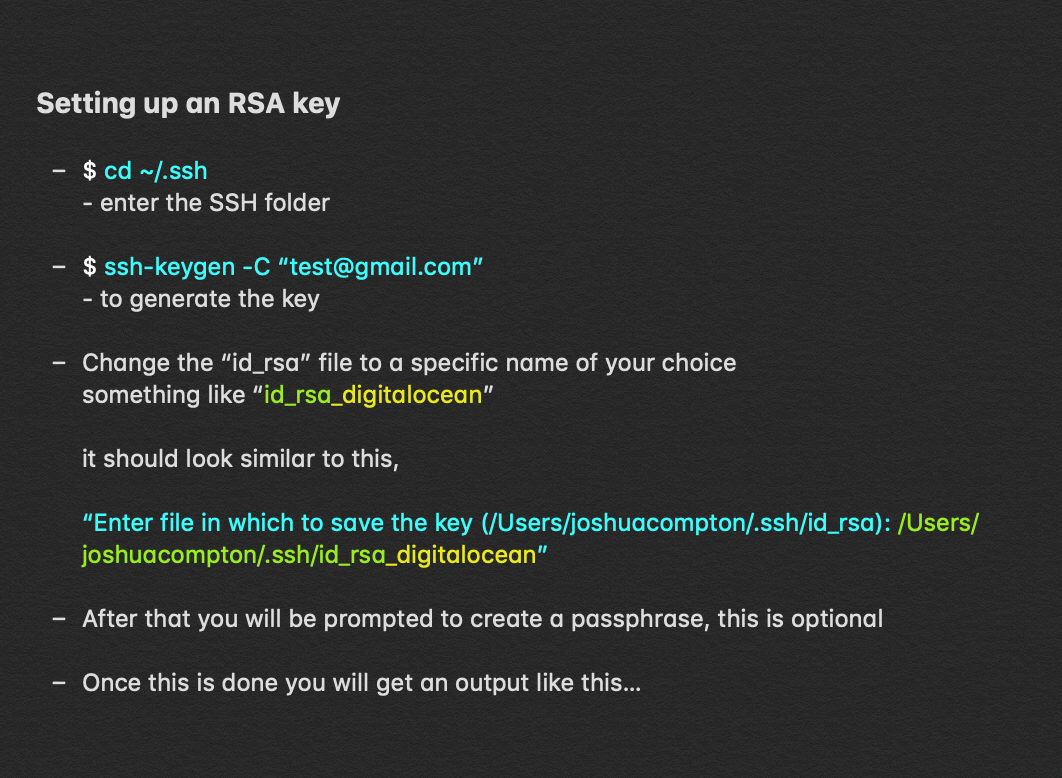 Setting up an RSA key
– $ cd ~/.ssh
- enter the SSH folder
– $ ssh-keygen -C “test@gmail.com”
- to generate the key
– Change the “id_rsa” file to a specific name of your choice
something like “id_rsa_digitalocean”
it should look similar to this,
“Enter file in which to save the key (/Users/joshuacompton/.ssh/id_rsa): /Users/
joshuacompton/.ssh/id_rsa_digitalocean”
– After that you will be prompted to create a passphrase, this is optional
– Once this is done you will get an output like this...